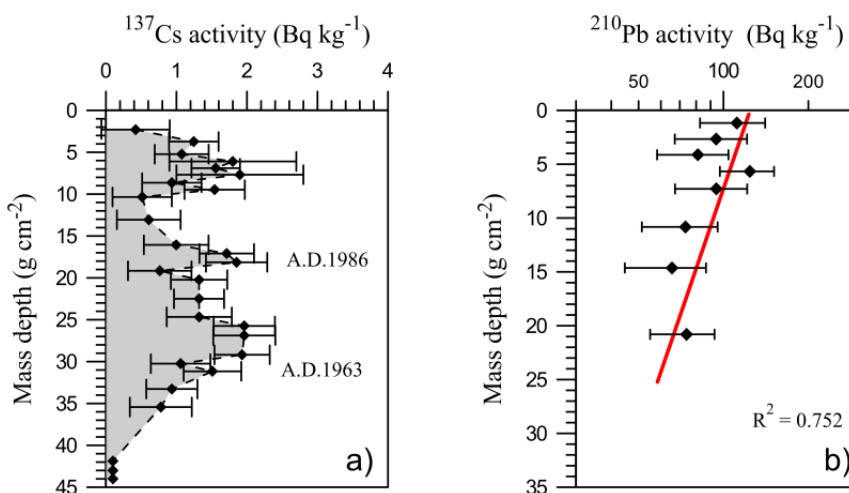 ¹³⁷Cs activity (Bq kg⁻¹)
0 1 2 3 4
0
5
10
15
20
25
30
35
40
45
Mass depth (g cm⁻²)
A.D.1986
A.D.1963
a)
²¹⁰Pb activity (Bq kg⁻¹)
50 100 200
0
5
10
15
20
25
30
35
Mass depth (g cm⁻²)
R² = 0.752
b)